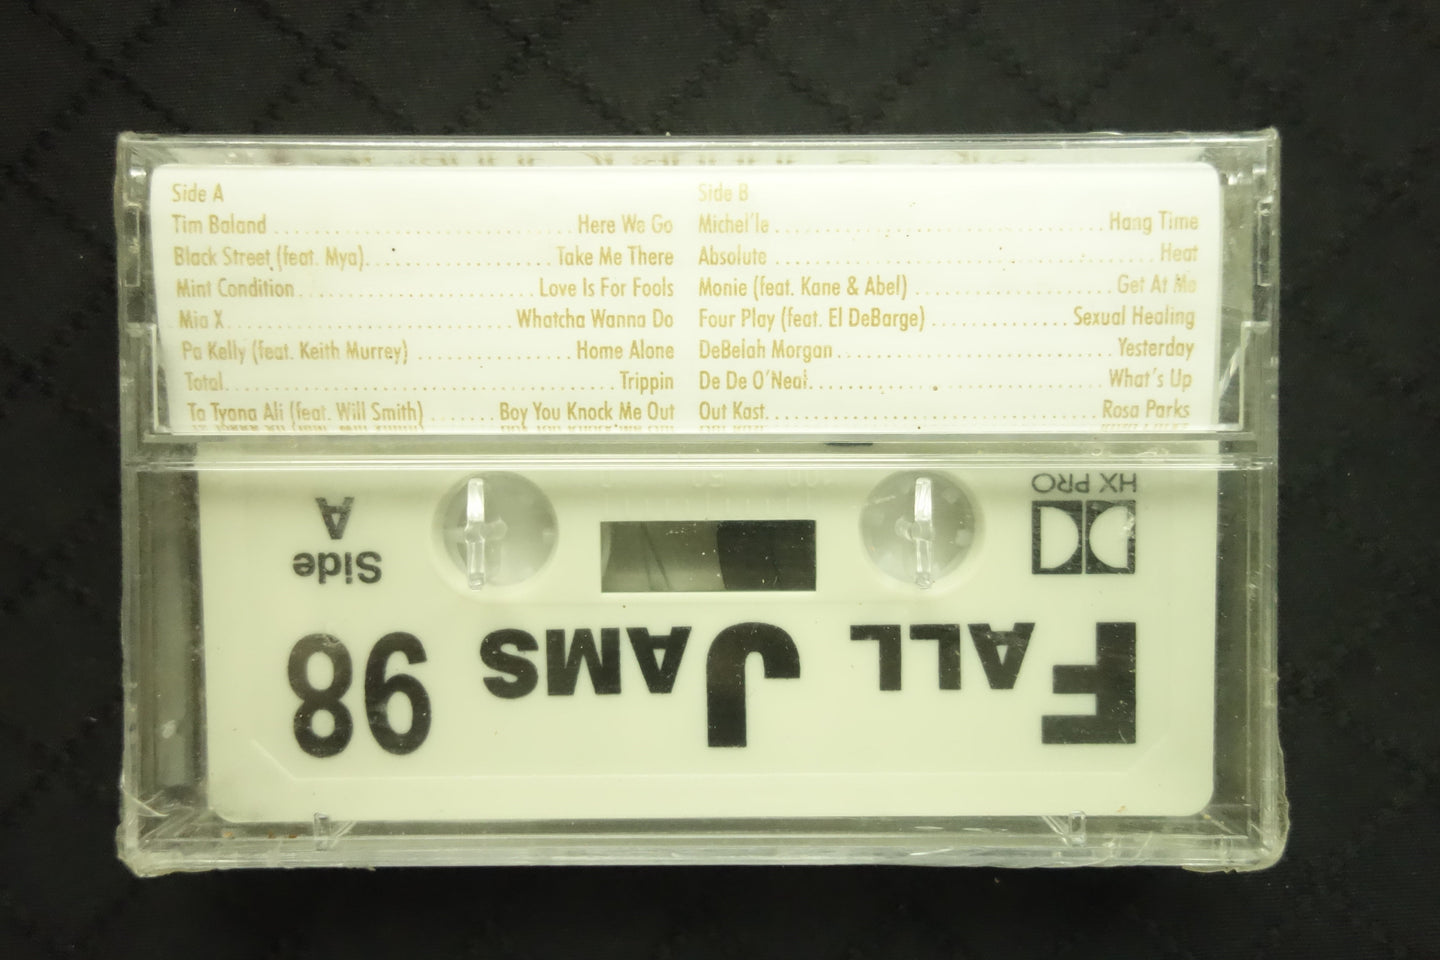 Side A
Tim Baland Here We Go
Black Street (feat. Mya) Take Me There
Mint Condition Love Is For Fools
Mia X Whatcha Wanna Do
Pa Kelly (feat. Keith Murrey) Home Alone
Total Trippin
Ta Tyana Ali (feat. Will Smith) Boy You Knock Me Out
Side B
Michel'le Hang Time
Absolute Heat
Monie (feat. Kane & Abel) Get At Me
Four Play (feat. El DeBarge) Sexual Healing
DeBelah Morgan Yesterday
De De O'Neal What's Up
Out Kast Rosa Parks
FALL JAMS 98
Side
A
HX PRO
100 50 0